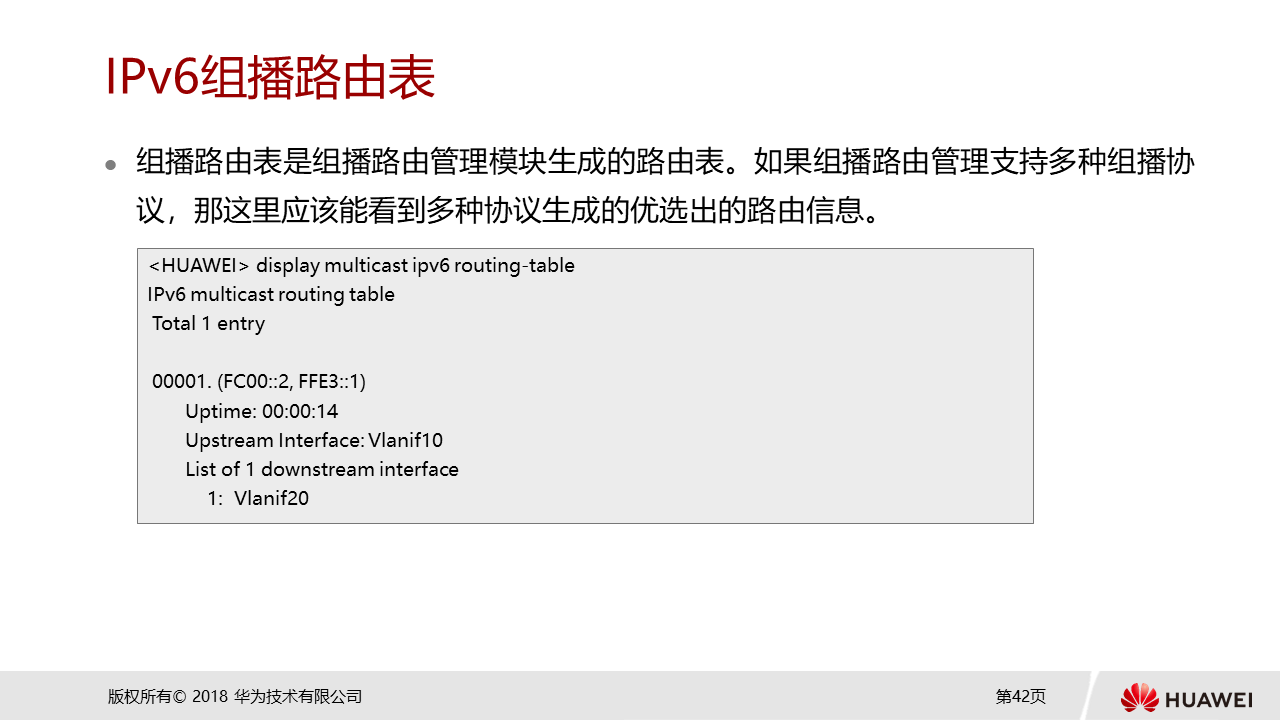 IPv6组播路由表
● 组播路由表是组播路由管理模块生成的路由表。如果组播路由管理支持多种组播协
议，那这里应该能看到多种协议生成的优选出的路由信息。
<HUAWEI> display multicast ipv6 routing-table
IPv6 multicast routing table
Total 1 entry
00001. (FC00::2, FFE3::1)
Uptime: 00:00:14
Upstream Interface: Vlanif10
List of 1 downstream interface
1: Vlanif20
版权所有© 2018 华为技术有限公司
第42页
HUAWEI